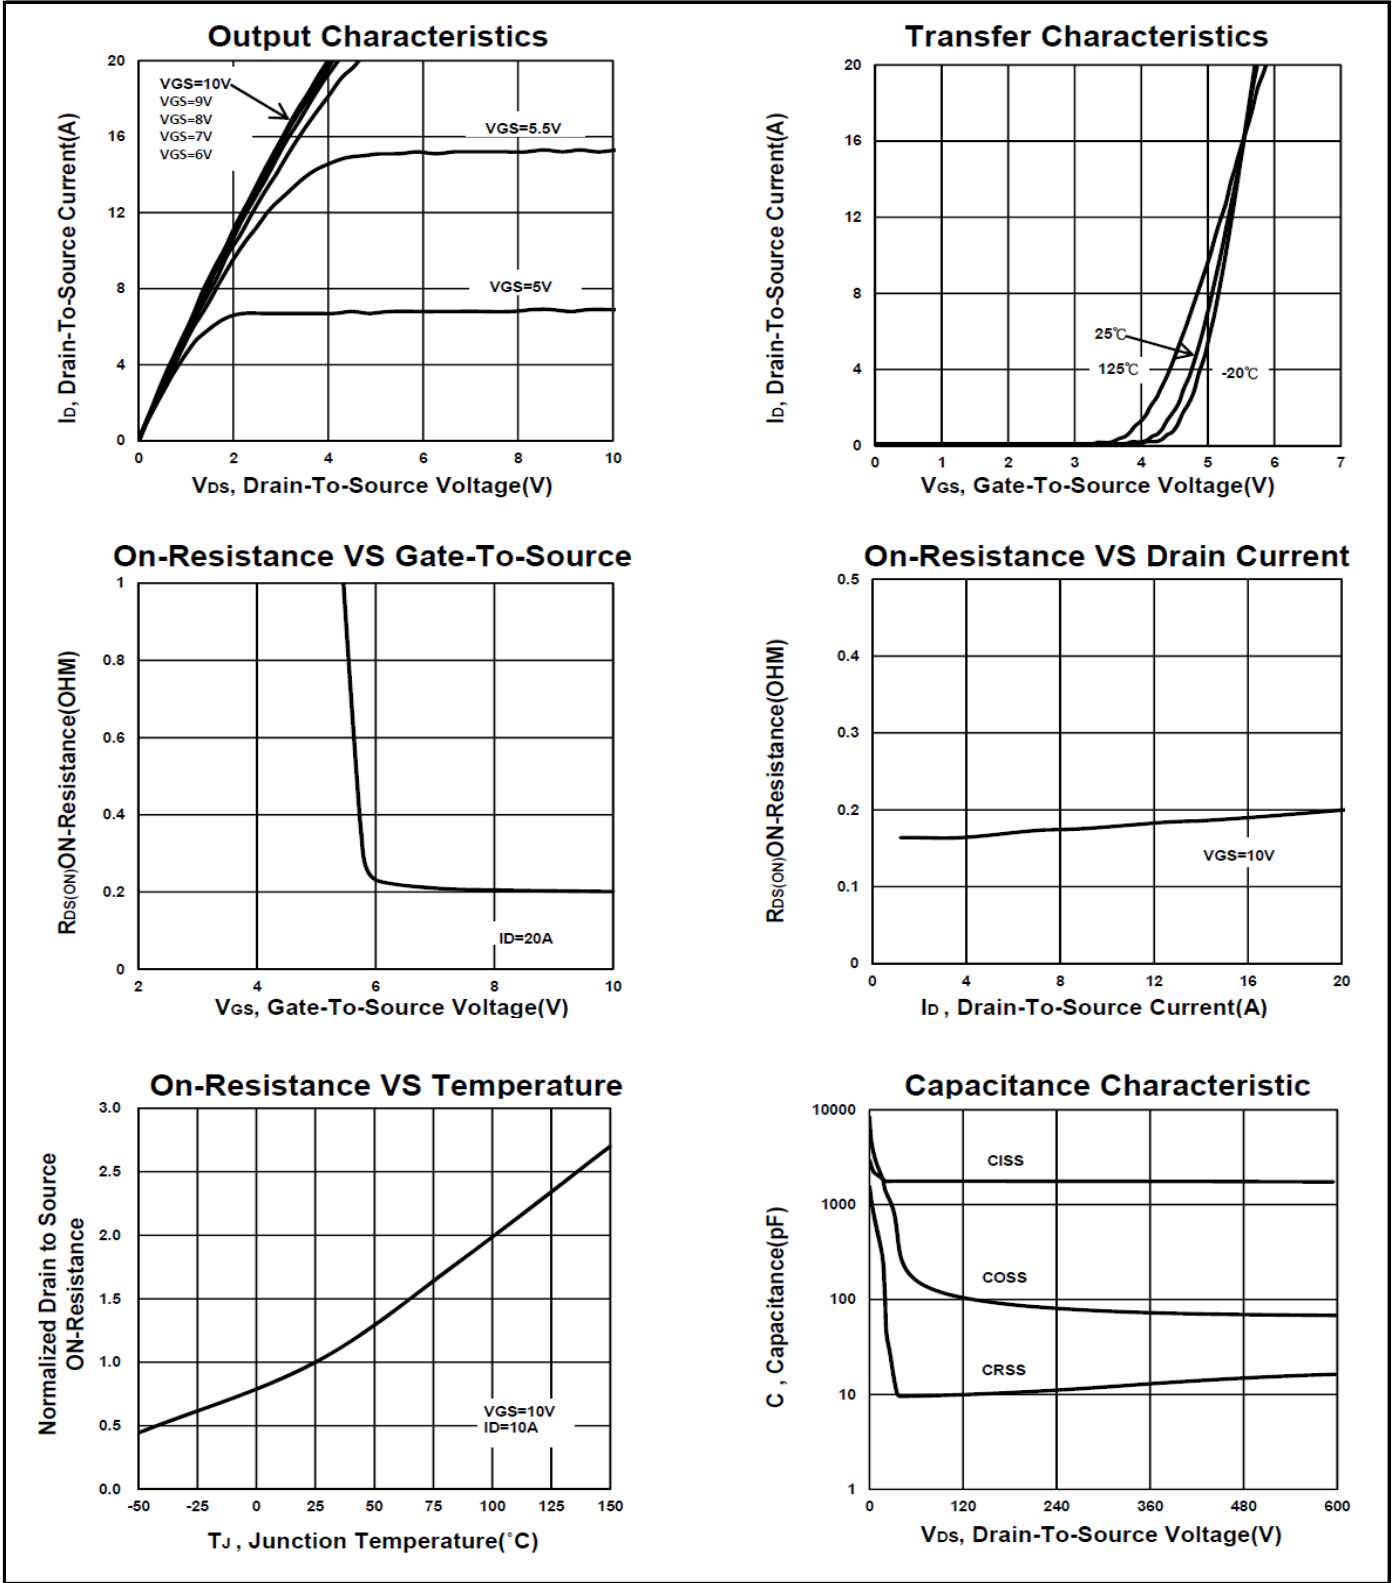 Output Characteristics
20
16
12
8
4
0
0 2 4 6 8 10
VGS=10V
VGS=9V
VGS=8V
VGS=7V
VGS=6V
VGS=5.5V
VGS=5V
ID, Drain-To-Source Current(A)
VDS, Drain-To-Source Voltage(V)
Transfer Characteristics
20
16
12
8
4
0
0 1 2 3 4 5 6 7
25℃
125℃
-20℃
ID, Drain-To-Source Current(A)
VGS, Gate-To-Source Voltage(V)
On-Resistance VS Gate-To-Source
1
0.8
0.6
0.4
0.2
0
2 4 6 8 10
ID=20A
RDS(ON)ON-Resistance(OHM)
VGS, Gate-To-Source Voltage(V)
On-Resistance VS Drain Current
0.5
0.4
0.3
0.2
0.1
0
0 4 8 12 16 20
VGS=10V
RDS(ON)ON-Resistance(OHM)
ID , Drain-To-Source Current(A)
On-Resistance VS Temperature
3.0
2.5
2.0
1.5
1.0
0.5
0.0
-50 -25 0 25 50 75 100 125 150
VGS=10V
ID=10A
Normalized Drain to Source
ON-Resistance
TJ , Junction Temperature(˚C)
Capacitance Characteristic
10000
1000
100
10
1
0 120 240 360 480 600
CISS
COSS
CRSS
C , Capacitance(pF)
VDS, Drain-To-Source Voltage(V)